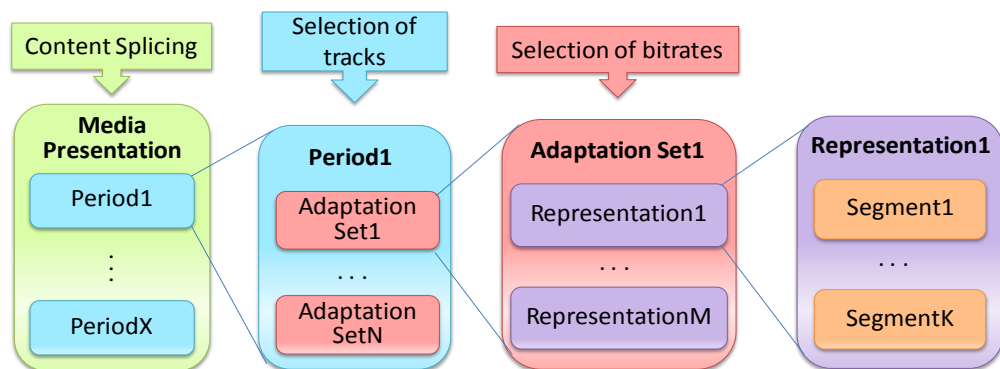 Content Splicing
Selection of
tracks
Selection of bitrates
Media
Presentation
Period1
⋮
PeriodX
Period1
Adaptation
Set1
. . .
Adaptation
SetN
Adaptation Set1
Representation1
. . .
RepresentationM
Representation1
Segment1
. . .
SegmentK